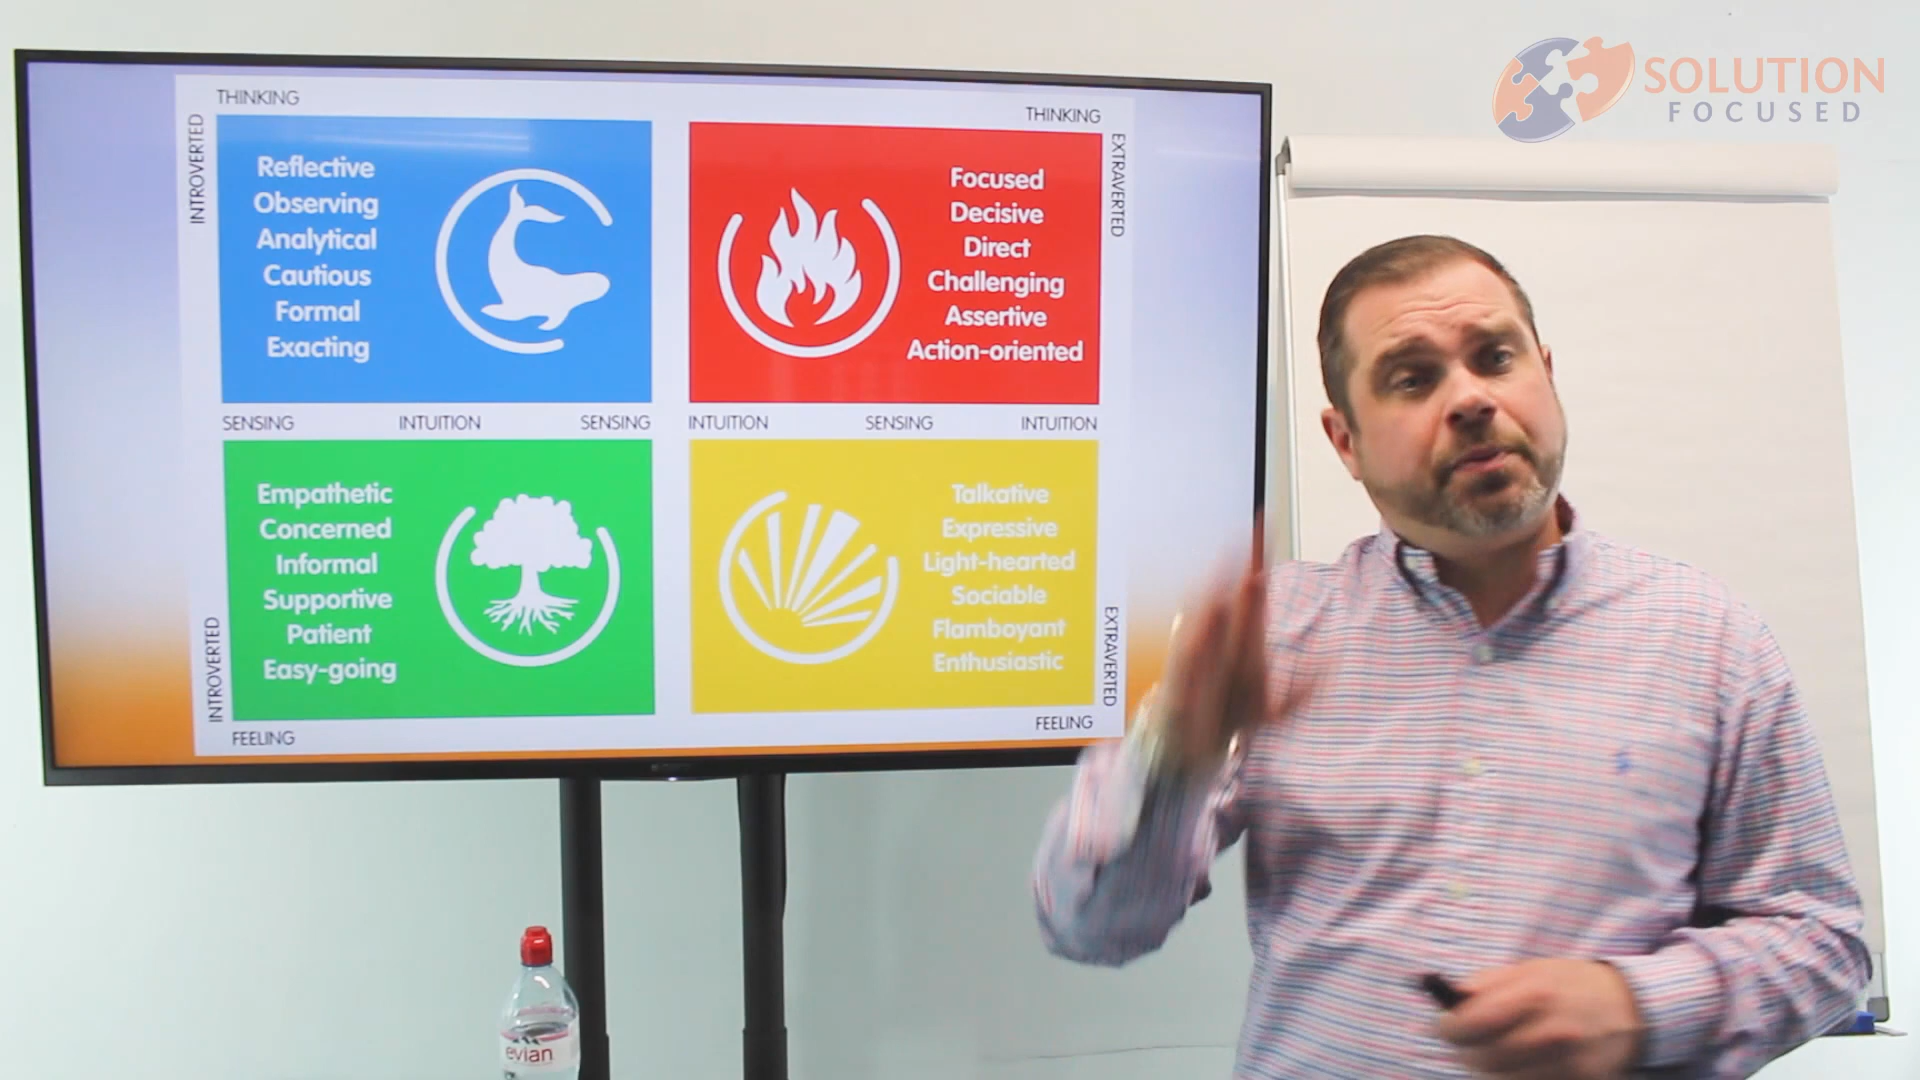 SOLUTION
FOCUSED
THINKING
THINKING
INTROVERTED
EXTRAVERTED
Reflective
Observing
Analytical
Cautious
Formal
Exacting
Focused
Decisive
Direct
Challenging
Assertive
Action-oriented
SENSING INTUITION SENSING INTUITION SENSING INTUITION
Empathetic
Concerned
Informal
Supportive
Patient
Easy-going
Talkative
Expressive
Light-hearted
Sociable
Flamboyant
Enthusiastic
INTROVERTED
EXTRAVERTED
FEELING
FEELING
evian